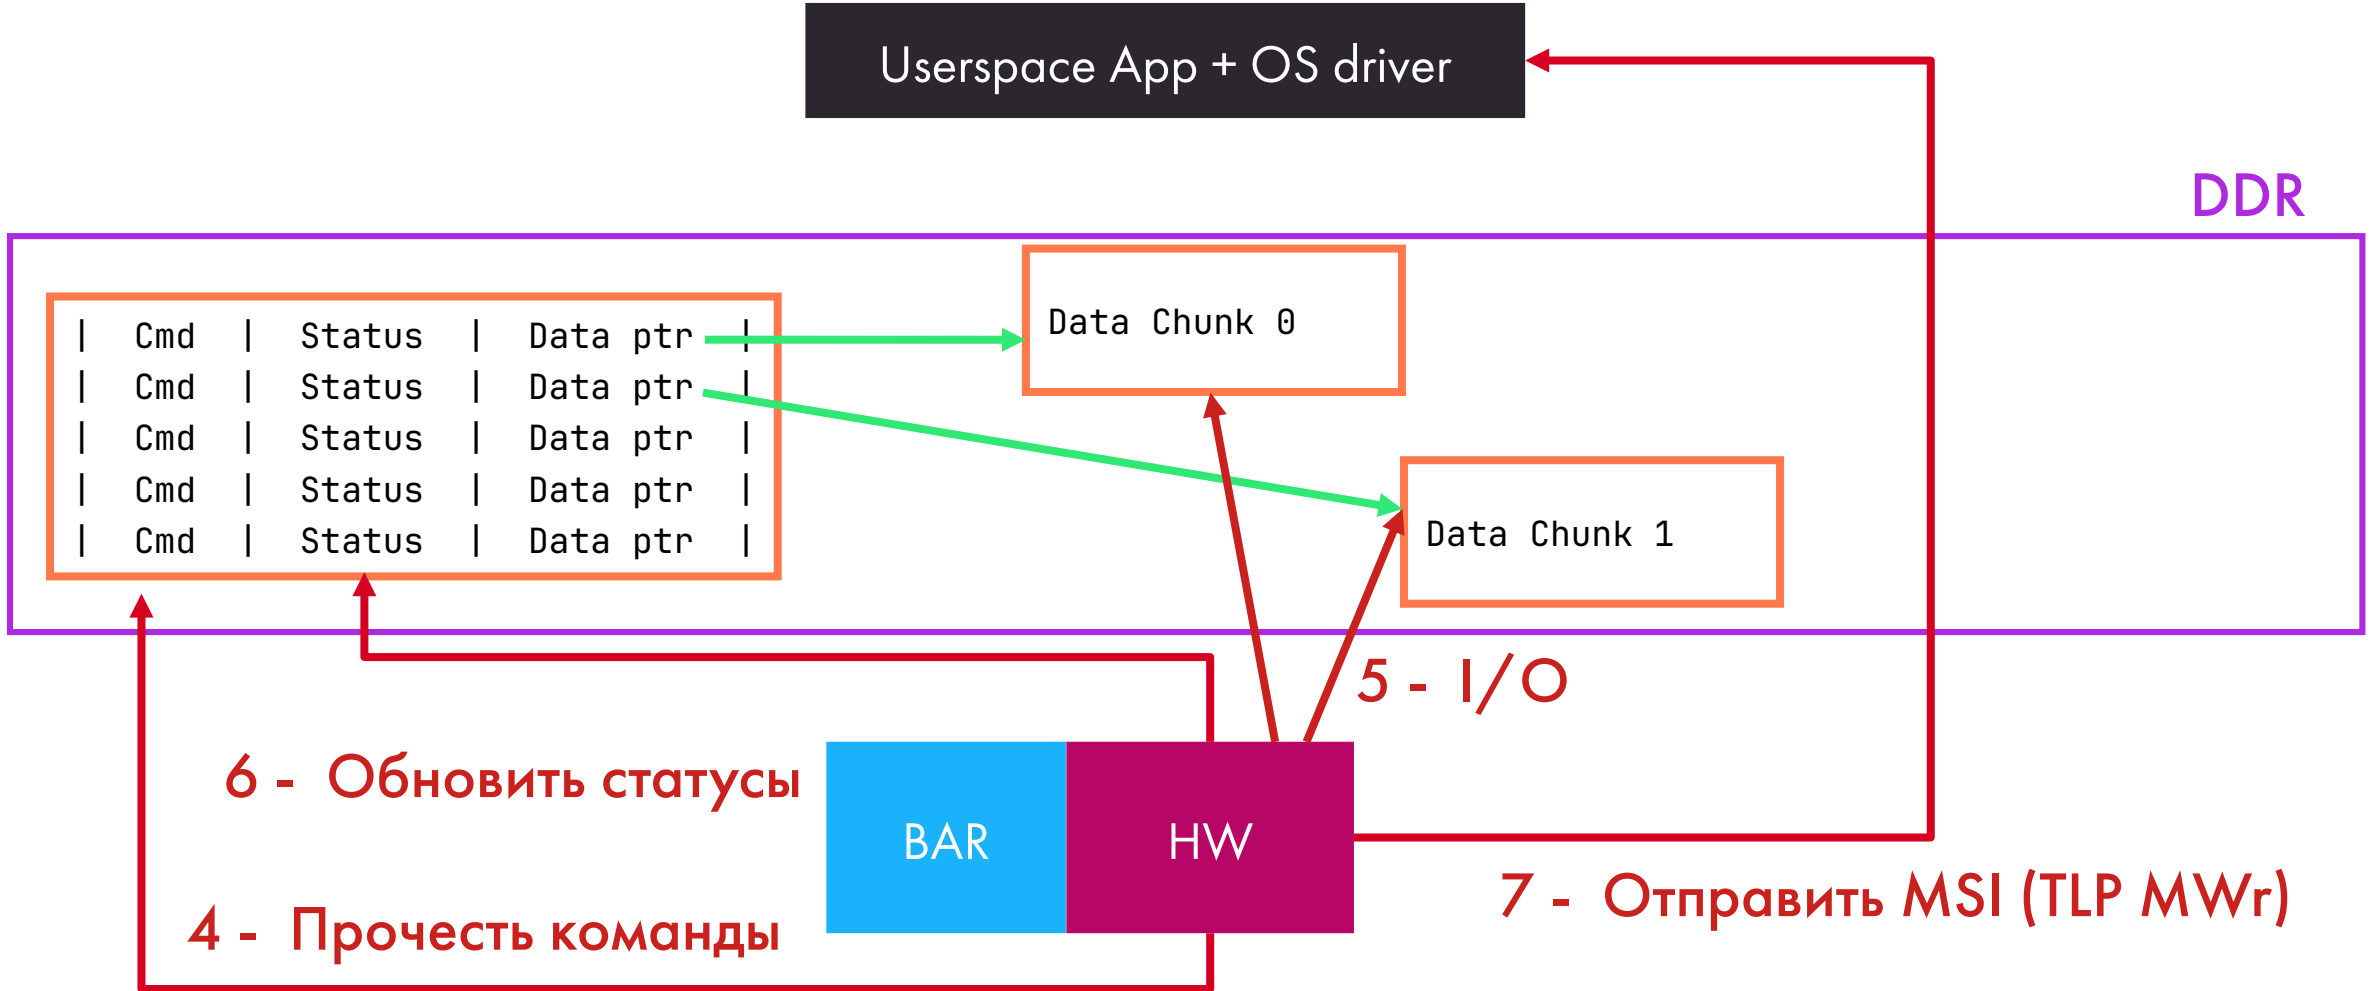 Userspace App + OS driver
DDR
| Cmd | Status | Data ptr |
| Cmd | Status | Data ptr |
| Cmd | Status | Data ptr |
| Cmd | Status | Data ptr |
| Cmd | Status | Data ptr |
Data Chunk 0
Data Chunk 1
5 - I/O
6 - Обновить статусы
BAR
HW
4 - Прочесть команды
7 - Отправить MSI (TLP MWr)